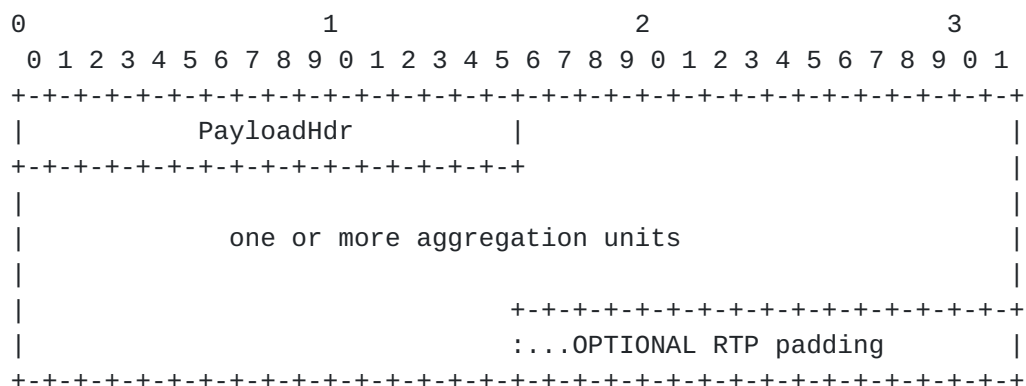 0                   1                   2                   3
 0 1 2 3 4 5 6 7 8 9 0 1 2 3 4 5 6 7 8 9 0 1 2 3 4 5 6 7 8 9 0 1
+-+-+-+-+-+-+-+-+-+-+-+-+-+-+-+-+-+-+-+-+-+-+-+-+-+-+-+-+-+-+-+-+
|           PayloadHdr          |                               |
+-+-+-+-+-+-+-+-+-+-+-+-+-+-+-+-+                               |
|                                                               |
|             one or more aggregation units                     |
|                                                               |
|                               +-+-+-+-+-+-+-+-+-+-+-+-+-+-+-+-+
|                               :...OPTIONAL RTP padding        |
+-+-+-+-+-+-+-+-+-+-+-+-+-+-+-+-+-+-+-+-+-+-+-+-+-+-+-+-+-+-+-+-+